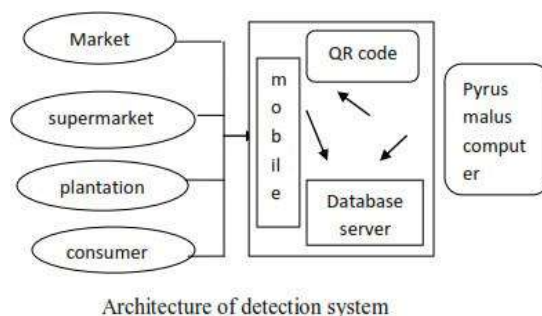 Market
supermarket
plantation
consumer
m
o
b
il
e
QR code
Database
server
Pyrus
malus
comput
er
Architecture of detection system